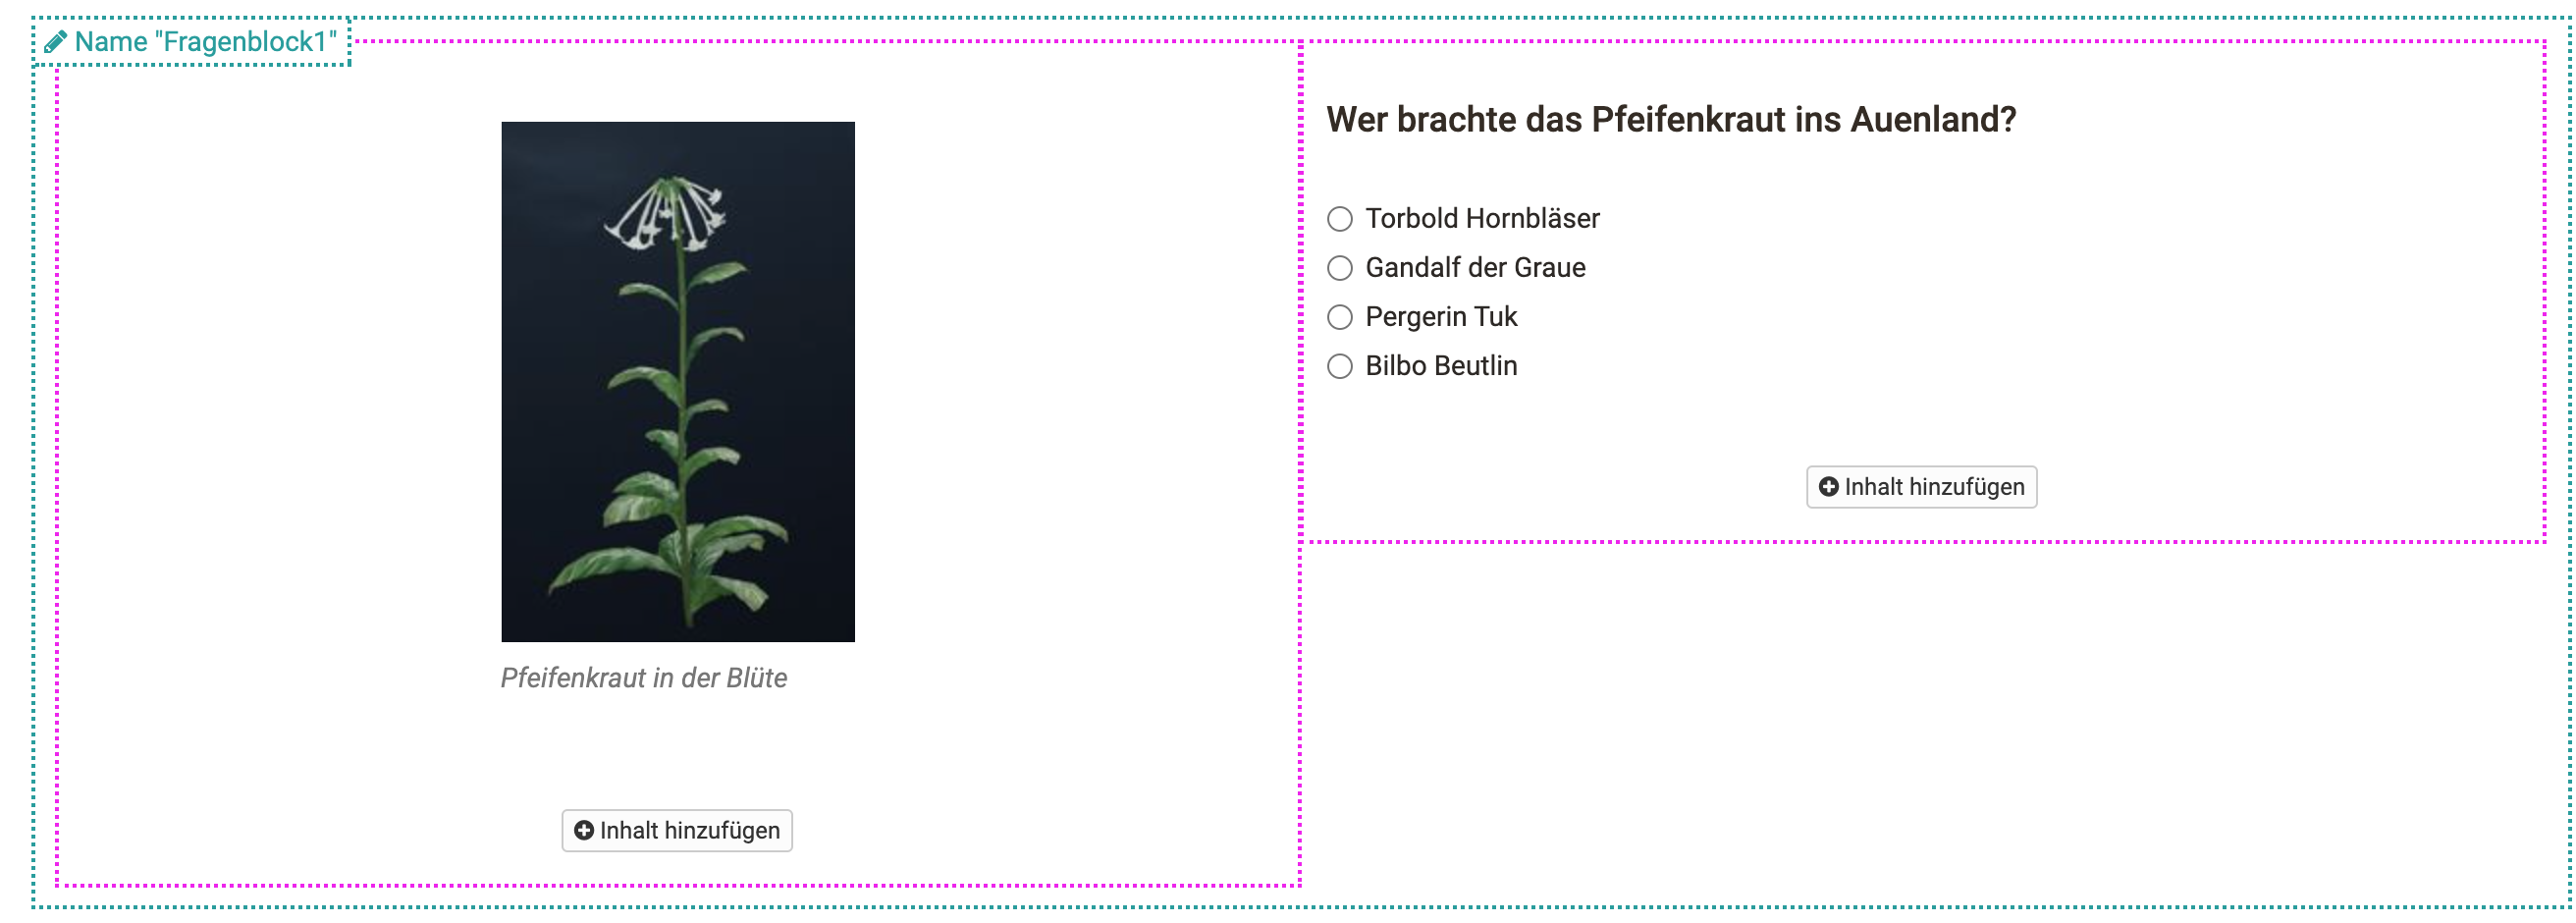 Name "Fragenblock1"
Pfeifenkraut in der Blüte
Inhalt hinzufügen
Wer brachte das Pfeifenkraut ins Auenland?
Torbold Hornbläser
Gandalf der Graue
Pergerin Tuk
Bilbo Beutlin
Inhalt hinzufügen